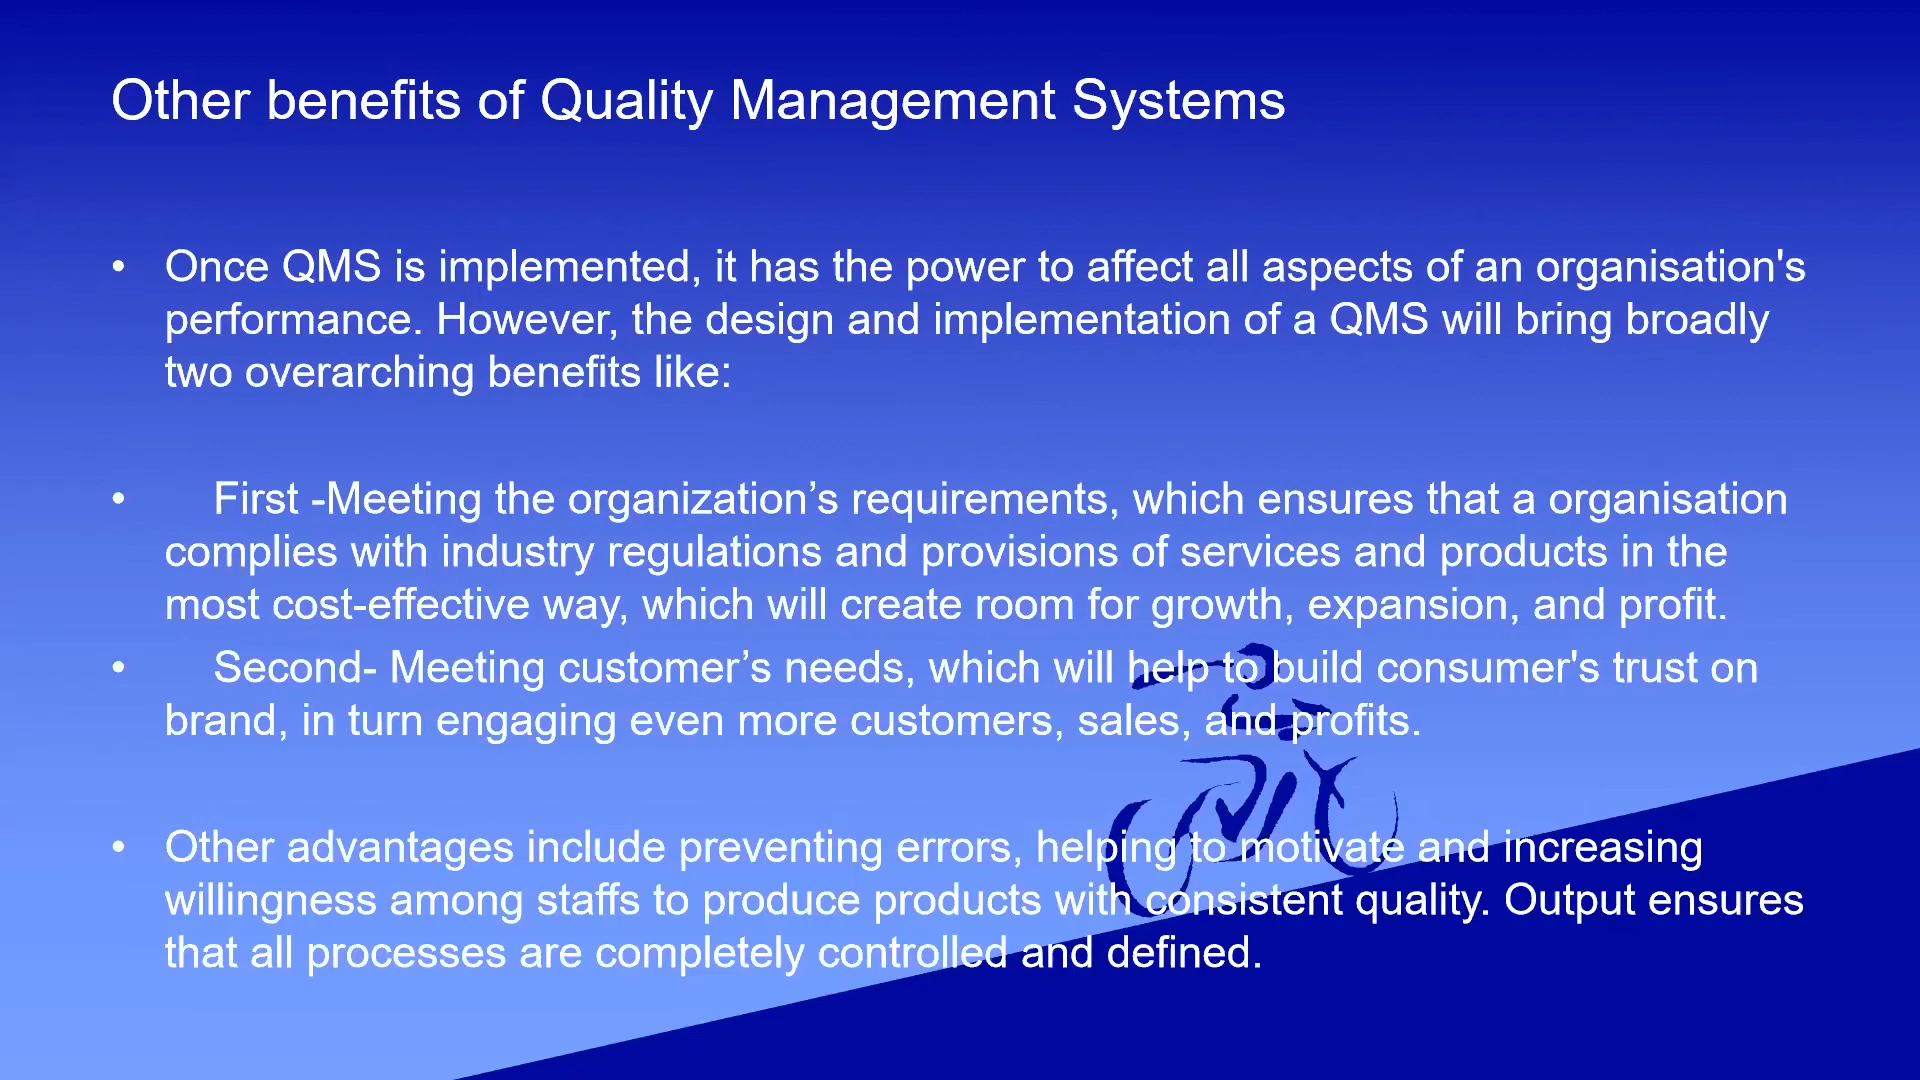 Other benefits of Quality Management Systems
• Once QMS is implemented, it has the power to affect all aspects of an organisation's
performance. However, the design and implementation of a QMS will bring broadly
two overarching benefits like:
• First -Meeting the organization’s requirements, which ensures that a organisation
complies with industry regulations and provisions of services and products in the
most cost-effective way, which will create room for growth, expansion, and profit.
• Second- Meeting customer’s needs, which will help to build consumer's trust on
brand, in turn engaging even more customers, sales, and profits.
• Other advantages include preventing errors, helping to motivate and increasing
willingness among staffs to produce products with consistent quality. Output ensures
that all processes are completely controlled and defined.